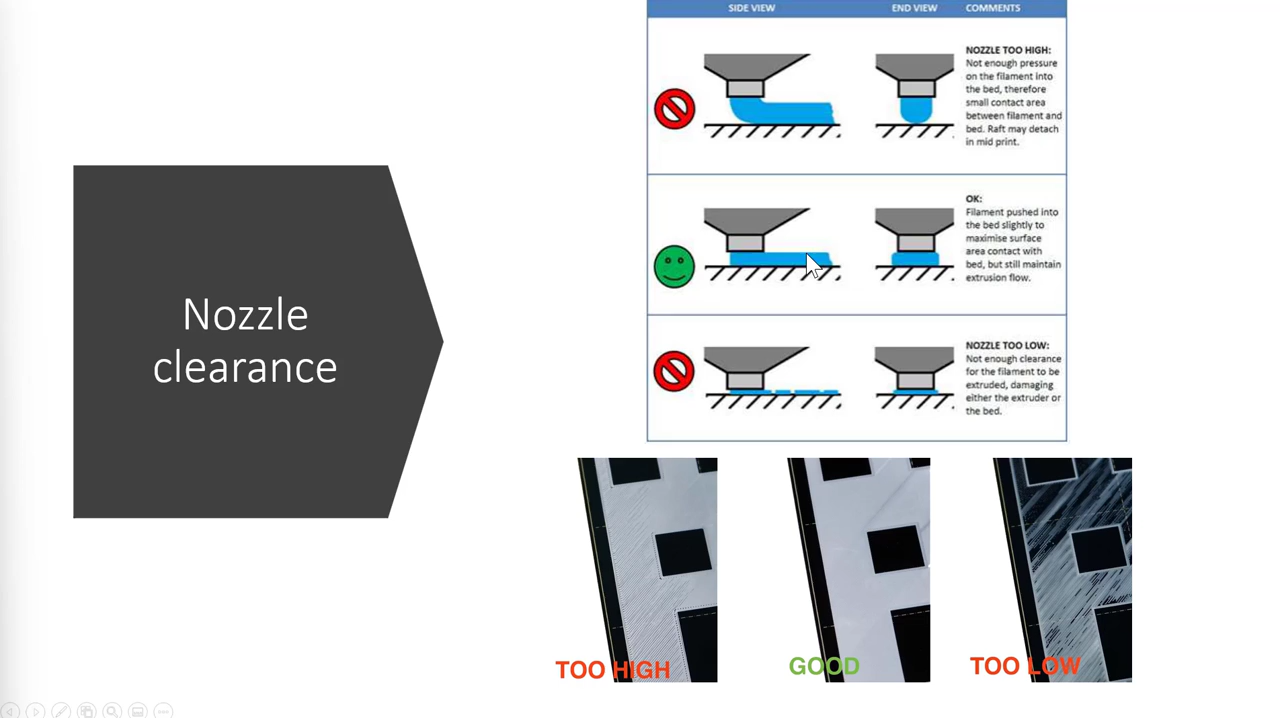 Nozzle
clearance
SIDE VIEW
END VIEW
COMMENTS
NOZZLE TOO HIGH:
Not enough pressure
on the filament into
the bed, therefore
small contact area
between filament and
bed. Raft may detach
in mid print.
OK:
Filament pushed into
the bed slightly to
maximise surface
area contact with
bed, but still maintain
extrusion flow.
NOZZLE TOO LOW:
Not enough clearance
for the filament to be
extruded, damaging
either the extruder or
the bed.
TOO HIGH
GOOD
TOO LOW